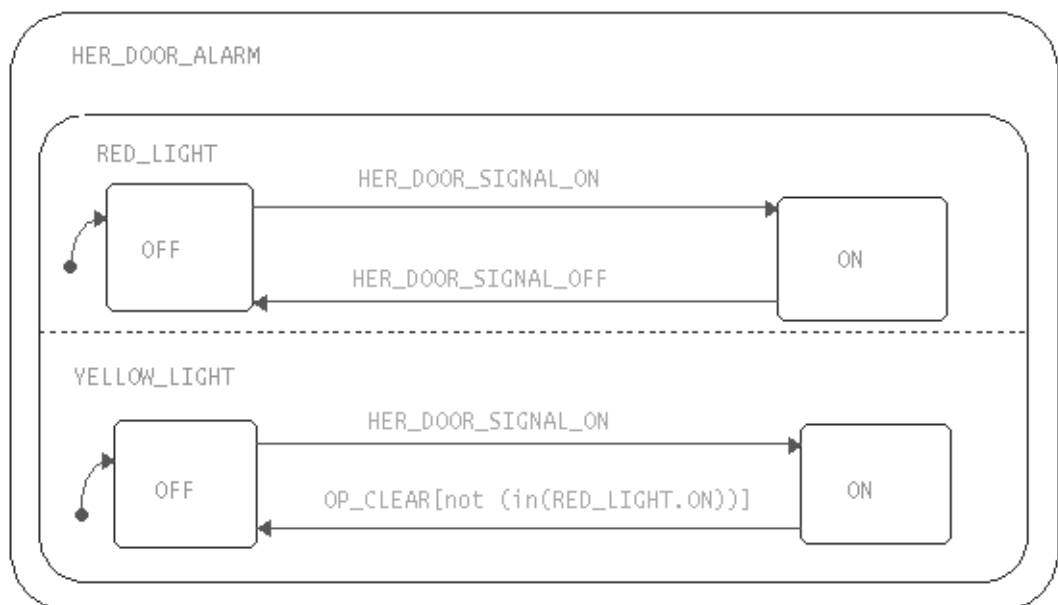 HER_DOOR_ALARM
RED_LIGHT
HER_DOOR_SIGNAL_ON
OFF
ON
HER_DOOR_SIGNAL_OFF
YELLOW_LIGHT
HER_DOOR_SIGNAL_ON
OFF
OP_CLEAR[not (in(RED_LIGHT.ON))]
ON